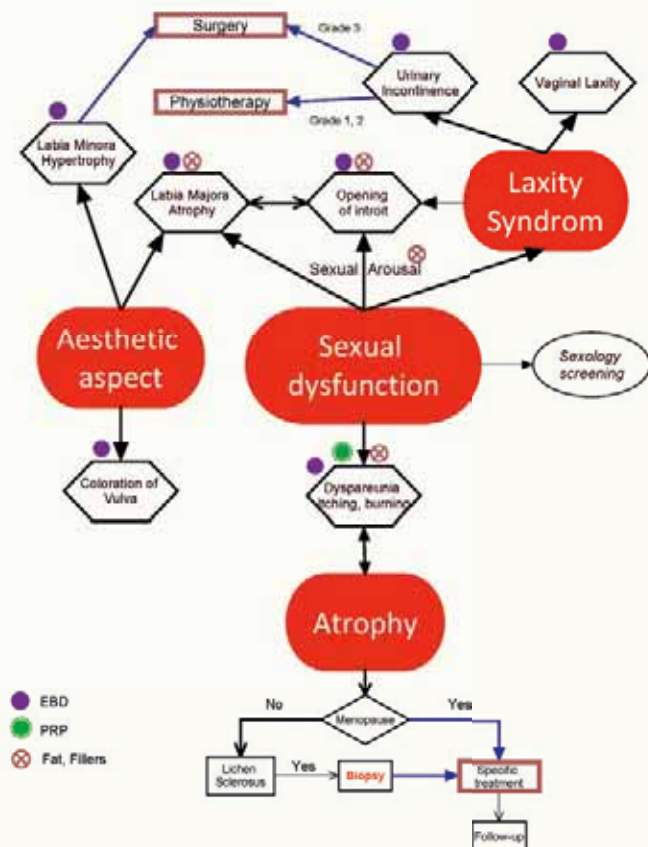 Surgery
Grade 3
Urinary
Incontinence
Vaginal Laxity
Physiotherapy
Grade 1, 2
Labia Minora
Hypertrophy
Labia Majora
Atrophy
Opening
of introit
Laxity
Syndrom
Sexual Arousal
Aesthetic
aspect
Sexual
dysfunction
Sexology
screening
Coloration of
Vulva
Dyspareunia
itching, burning
Atrophy
EBD
PRP
Fat, Fillers
No
Menopause
Yes
Lichen
Sclerosus
Yes
Biopsy
Specific
treatment
Follow-up